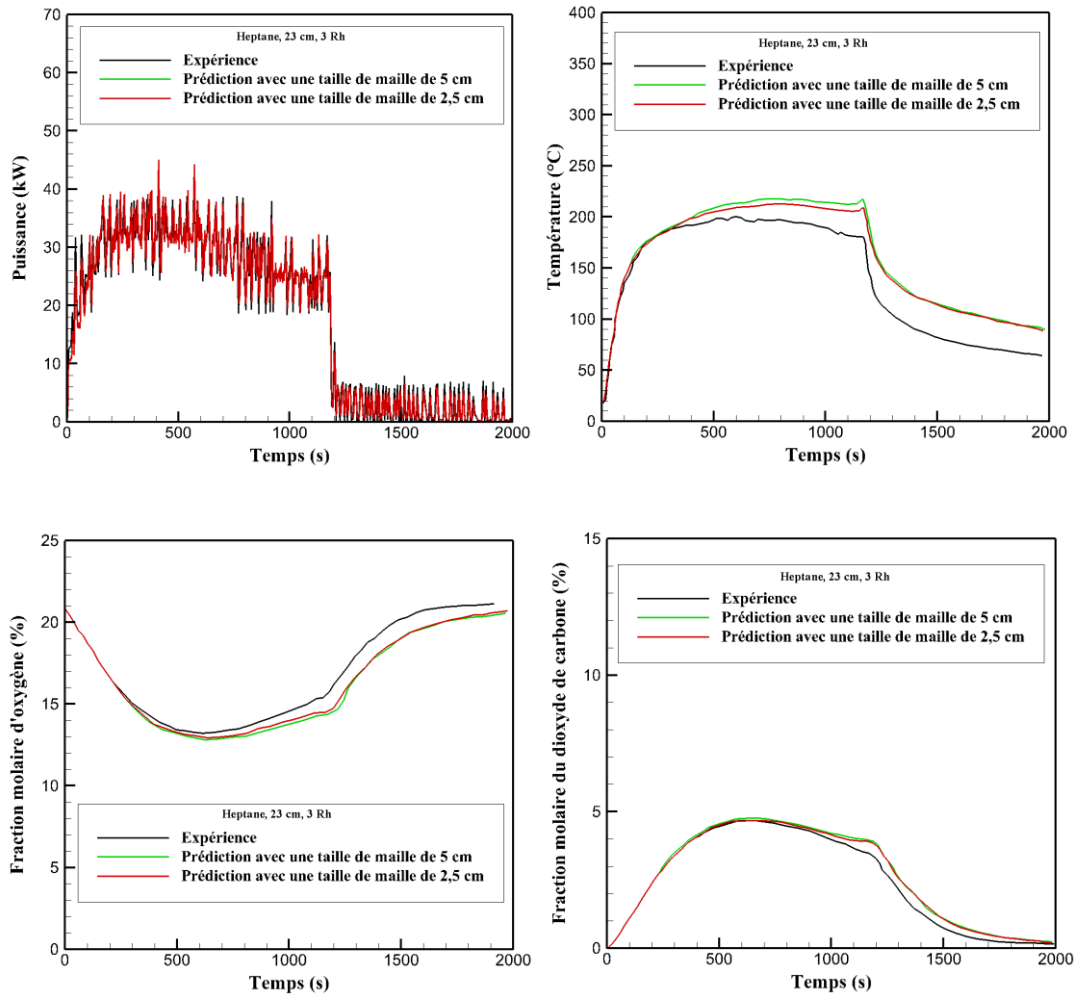 Heptane, 23 cm, 3 Rh
Expérience
Prédiction avec une taille de maille de 5 cm
Prédiction avec une taille de maille de 2,5 cm
Puissance (kW)
70
60
50
40
30
20
10
0
0 500 1000 1500 2000
Temps (s)
Heptane, 23 cm, 3 Rh
Expérience
Prédiction avec une taille de maille de 5 cm
Prédiction avec une taille de maille de 2,5 cm
Température (°C)
400
350
300
250
200
150
100
50
0
0 500 1000 1500 2000
Temps (s)
Fraction molaire d'oxygène (%)
25
20
15
10
5
0
Heptane, 23 cm, 3 Rh
Expérience
Prédiction avec une taille de maille de 5 cm
Prédiction avec une taille de maille de 2,5 cm
0 500 1000 1500 2000
Temps (s)
Fraction molaire du dioxyde de carbone (%)
15
10
5
0
Heptane, 23 cm, 3 Rh
Expérience
Prédiction avec une taille de maille de 5 cm
Prédiction avec une taille de maille de 2,5 cm
0 500 1000 1500 2000
Temps (s)